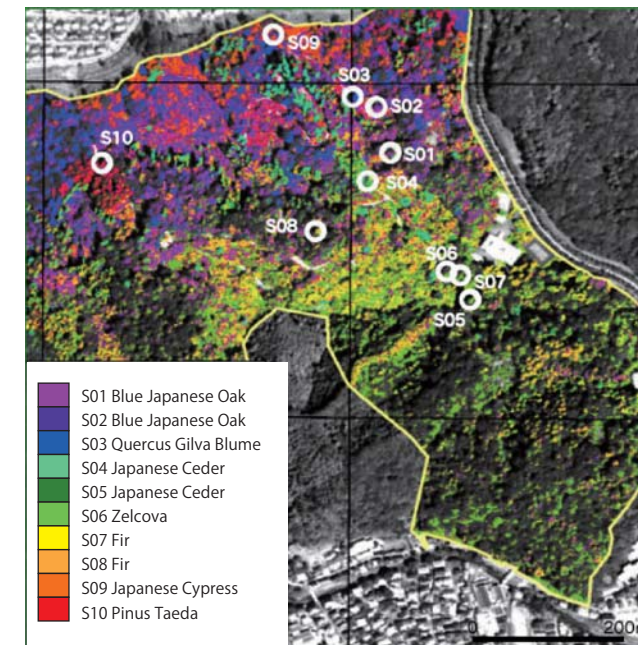 S09
S03
S02
S10
S01
S04
S08
S06
S07
S05
S01 Blue Japanese Oak
S02 Blue Japanese Oak
S03 Quercus Gilva Blume
S04 Japanese Ceder
S05 Japanese Ceder
S06 Zelcova
S07 Fir
S08 Fir
S09 Japanese Cypress
S10 Pinus Taeda
0 200m